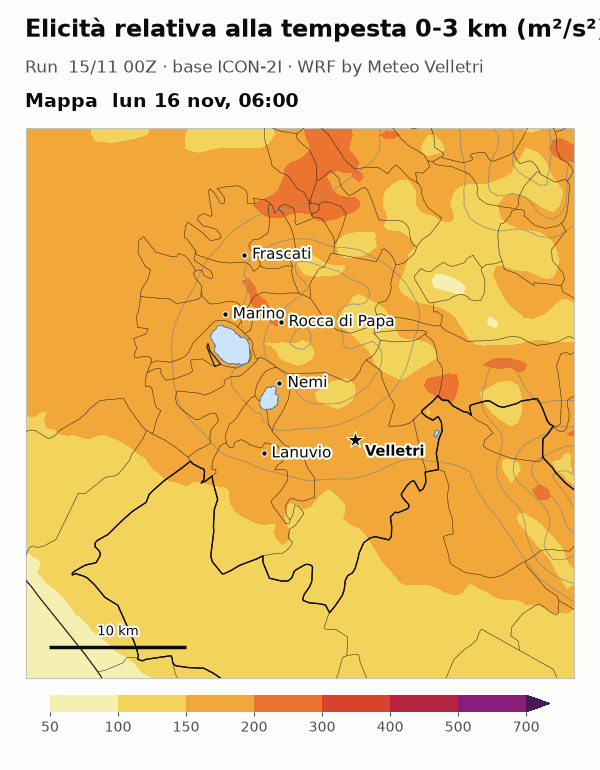 Elicità relativa alla tempesta 0-3 km (m²/s²)
Run 15/11 00Z · base ICON-2I · WRF by Meteo Velletri
Mappa lun 16 nov, 06:00
Frascati
Marino
Rocca di Papa
Nemi
Velletri
Lanuvio
10 km
50 100 150 200 300 400 500 700